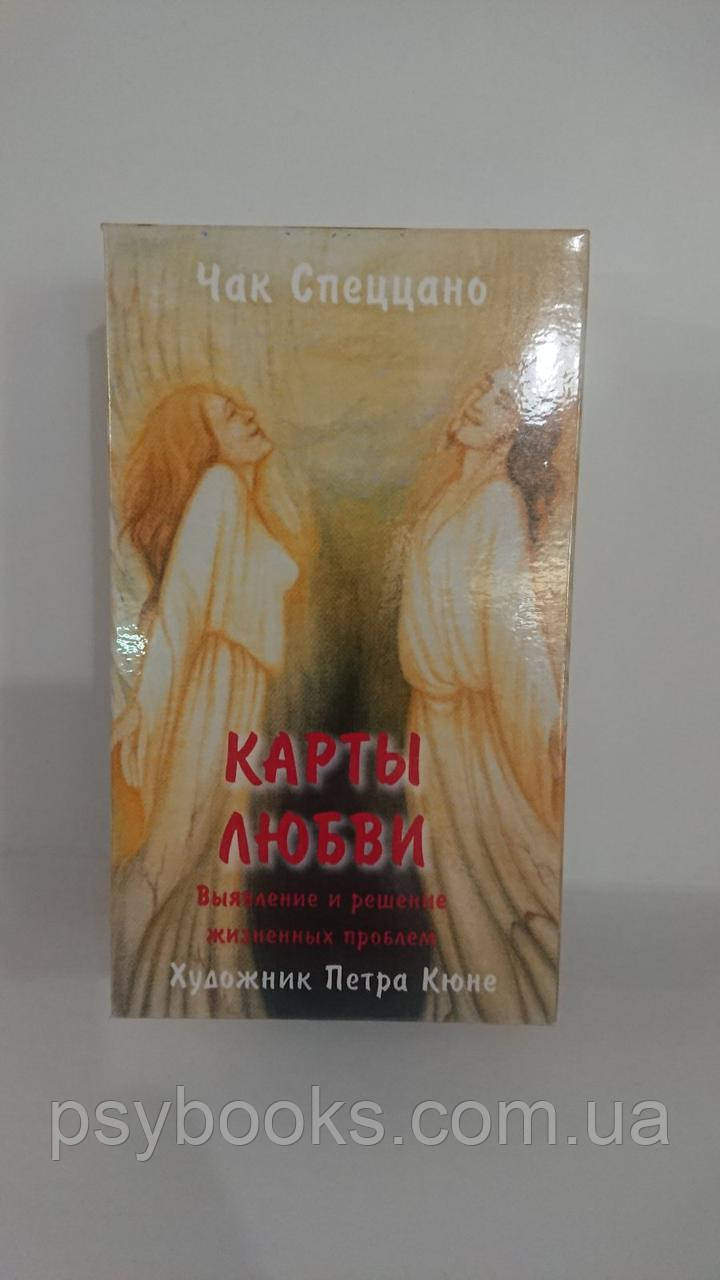 Чак Спеццано
КАРТЫ
ЛЮБВИ
Выявление и решение
жизненных проблем
Художник Петра Кюне
psybooks.com.ua